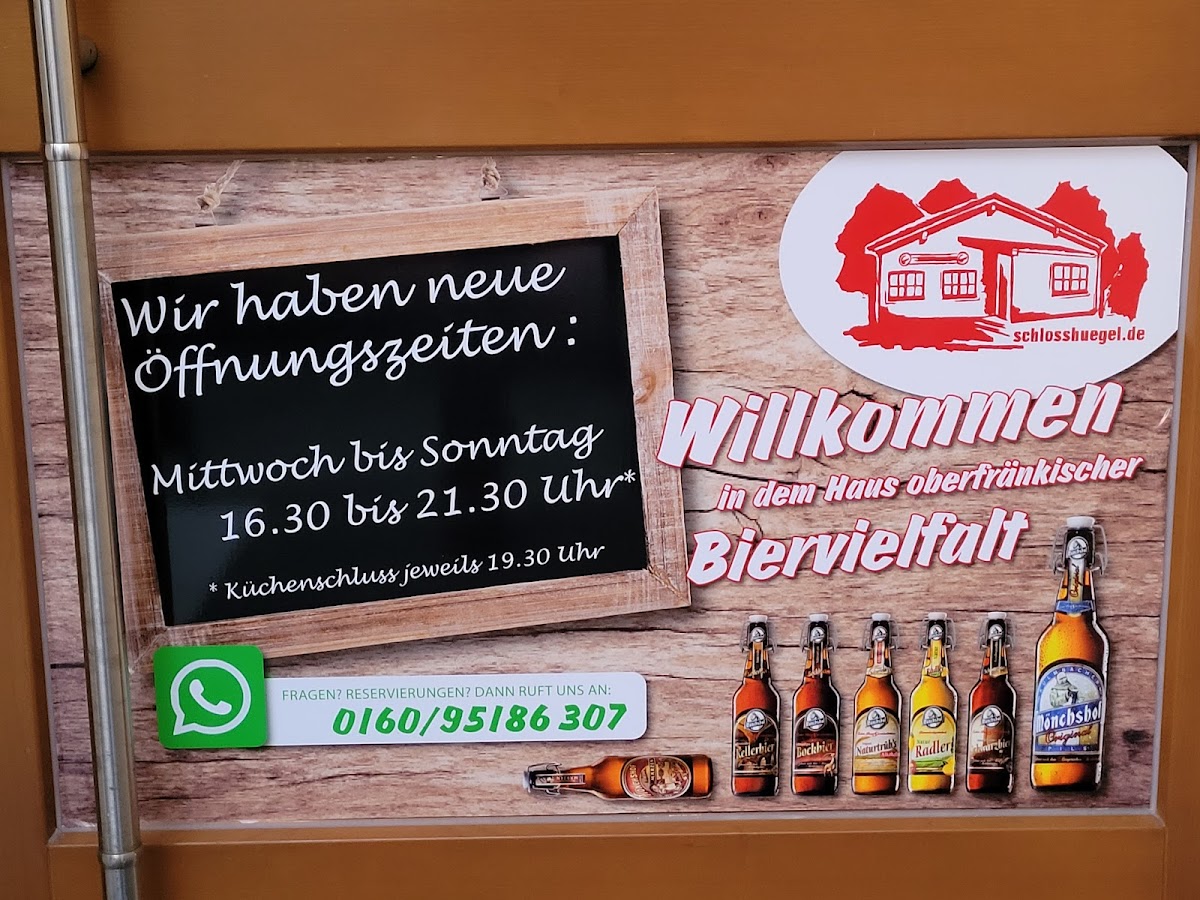 Wir haben neue
Öffnungszeiten :
Mittwoch bis Sonntag
16.30 bis 21.30 Uhr*
* Küchenschluss jeweils 19.30 Uhr
schlosshuegel.de
Willkommen
in dem Haus oberfränkischer
Biervielfalt
FRAGEN? RESERVIERUNGEN? DANN RUFT UNS AN:
0160/95186 307
Kellerbier
Bockbier
Naturtrüb's
Radler
Schwarzbier
Mönchshof
Original